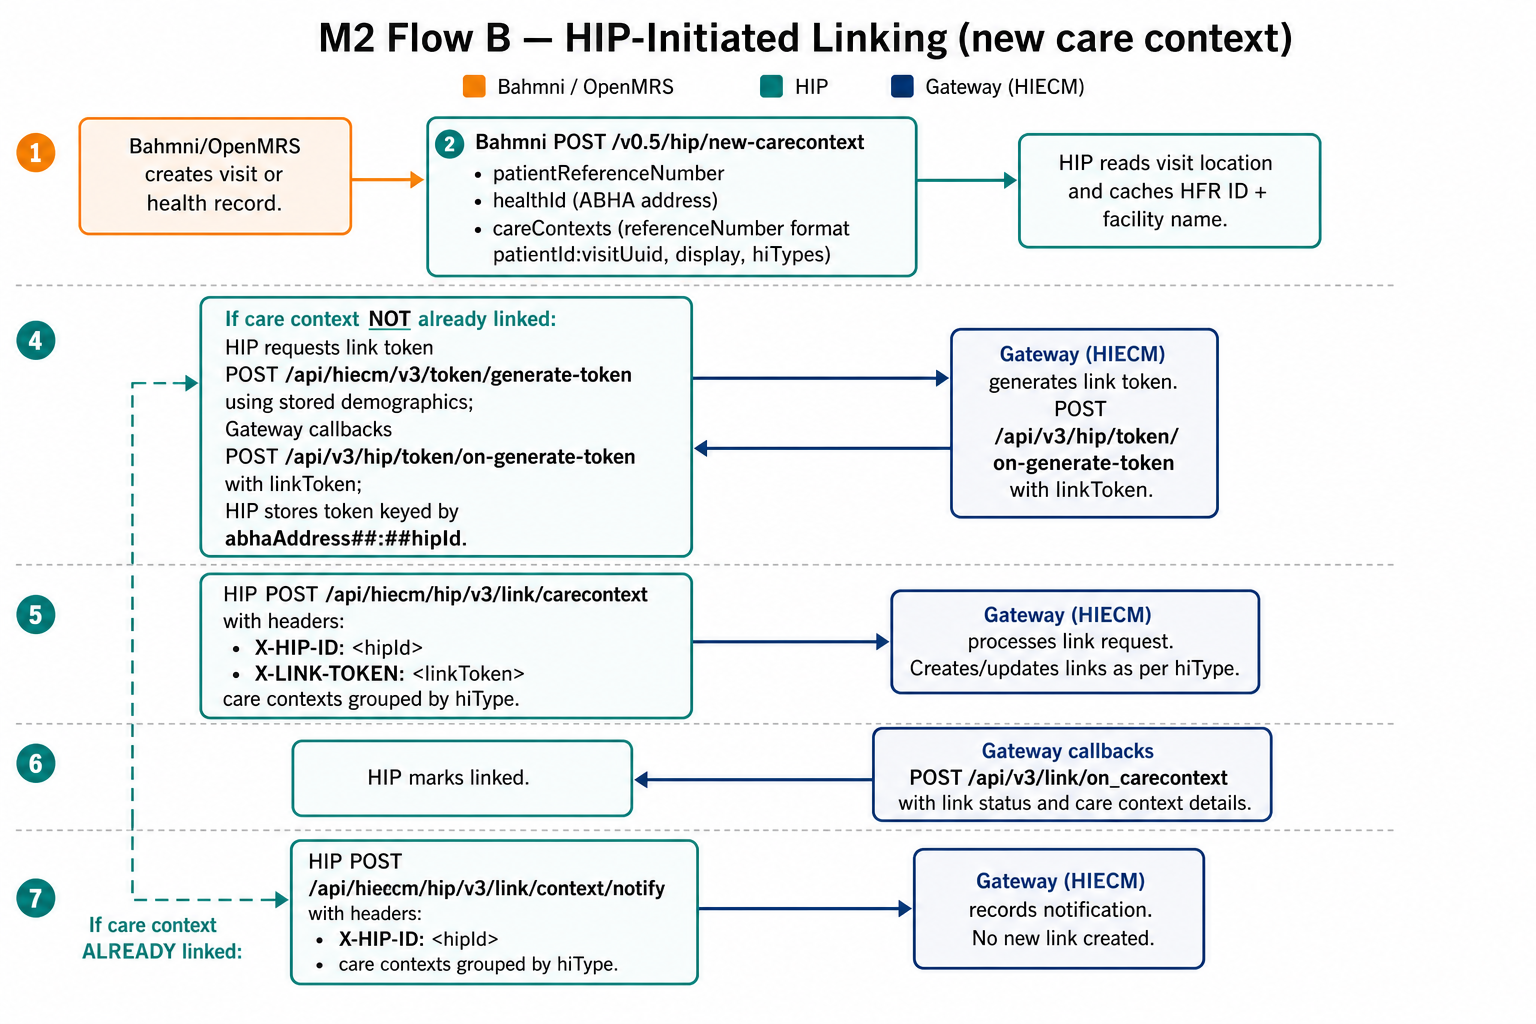 M2 Flow B — HIP-Initiated Linking (new care context)
Bahmni / OpenMRS
HIP
Gateway (HIECM)
1
Bahmni/OpenMRS
creates visit or
health record.
2 Bahmni POST /v0.5/hip/new-carecontext
• patientReferenceNumber
• healthId (ABHA address)
• careContexts (referenceNumber format
patientId:visitUuid, display, hiTypes)
HIP reads visit location
and caches HFR ID +
facility name.
4
If care context NOT already linked:
HIP requests link token
POST /api/hiecm/v3/token/generate-token
using stored demographics;
Gateway callbacks
POST /api/v3/hip/token/on-generate-token
with linkToken;
HIP stores token keyed by
abhaAddress##:##hipId.
Gateway (HIECM)
generates link token.
POST
/api/v3/hip/token/
on-generate-token
with linkToken.
5
HIP POST /api/hiecm/hip/v3/link/carecontext
with headers:
• X-HIP-ID: <hipId>
• X-LINK-TOKEN: <linkToken>
care contexts grouped by hiType.
Gateway (HIECM)
processes link request.
Creates/updates links as per hiType.
6
HIP marks linked.
Gateway callbacks
POST /api/v3/link/on_carecontext
with link status and care context details.
7
If care context
ALREADY linked:
HIP POST
/api/hieccm/hip/v3/link/context/notify
with headers:
• X-HIP-ID: <hipId>
• care contexts grouped by hiType.
Gateway (HIECM)
records notification.
No new link created.